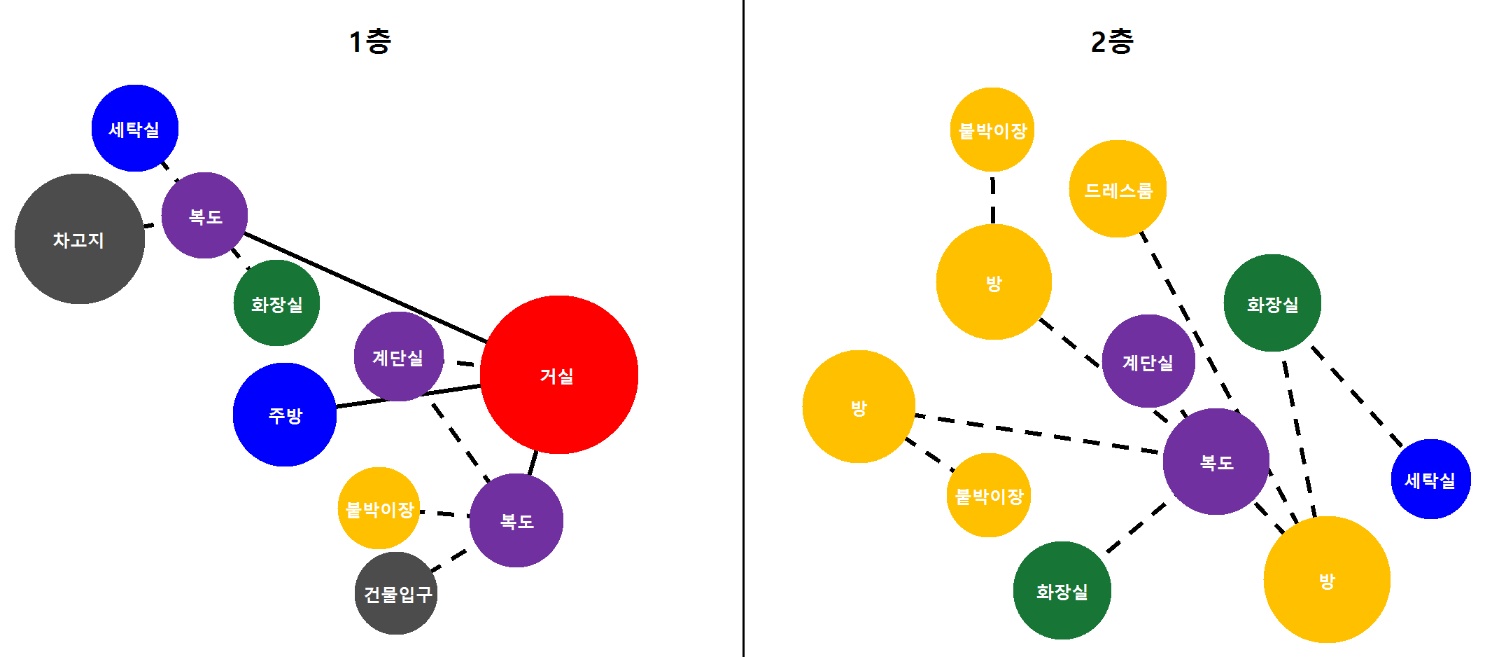 1층
세탁실
복도
차고지
화장실
계단실
거실
주방
붙박이장
복도
건물입구
2층
붙박이장
드레스룸
방
화장실
계단실
방
복도
세탁실
붙박이장
방
화장실